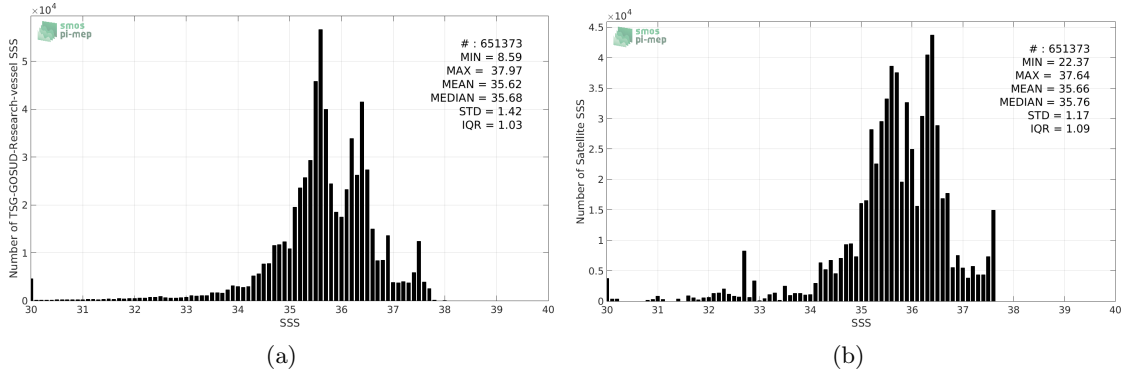 ×10⁴
smos
pi-mep
# : 651373
MIN = 8.59
MAX = 37.97
MEAN = 35.62
MEDIAN = 35.68
STD = 1.42
IQR = 1.03
Number of TSG-GOSUD-Research-vessel SSS
5
4
3
2
1
0
30 31 32 33 34 35 36 37 38 39 40
SSS
(a)
×10⁴
smos
pi-mep
# : 651373
MIN = 22.37
MAX = 37.64
MEAN = 35.66
MEDIAN = 35.76
STD = 1.17
IQR = 1.09
Number of Satellite SSS
4.5
4
3.5
3
2.5
2
1.5
1
0.5
0
30 31 32 33 34 35 36 37 38 39 40
SSS
(b)